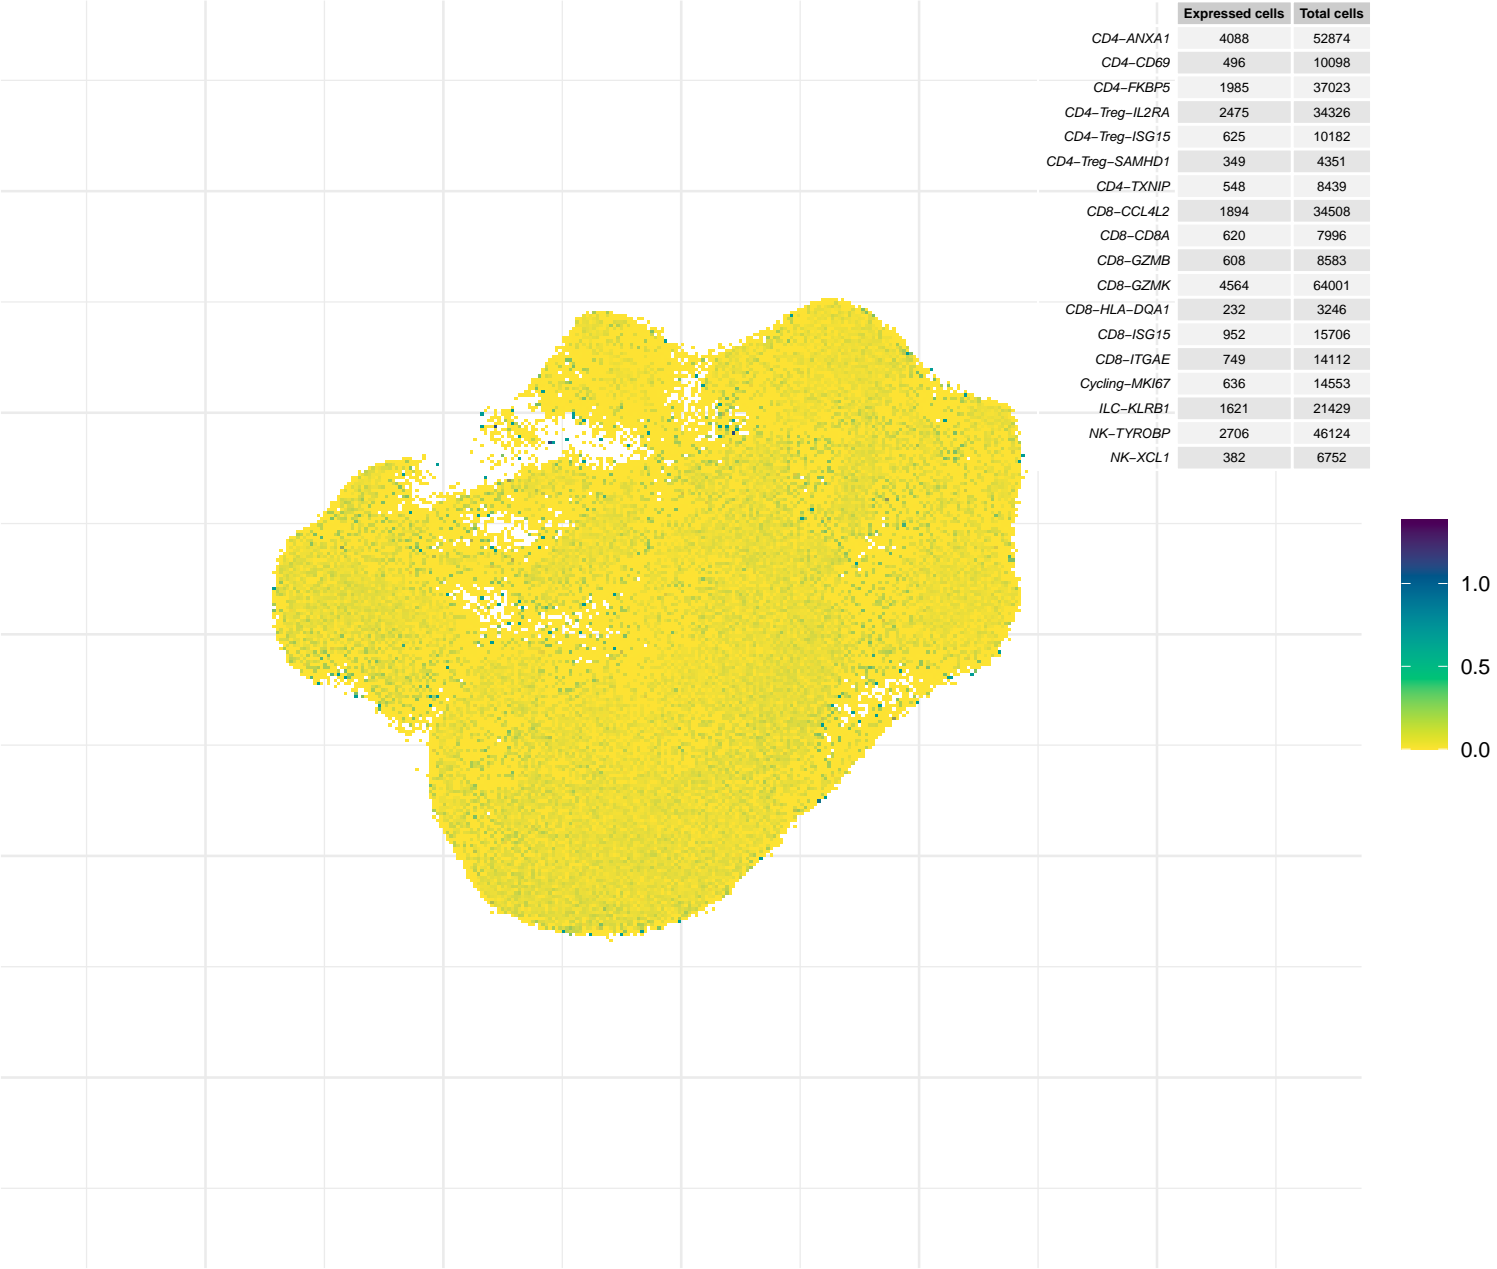 Expressed cells Total cells
CD4−ANXA1 4088 52874
CD4−CD69 496 10098
CD4−FKBP5 1985 37023
CD4−Treg−IL2RA 2475 34326
CD4−Treg−ISG15 625 10182
CD4−Treg−SAMHD1 349 4351
CD4−TXNIP 548 8439
CD8−CCL4L2 1894 34508
CD8−CD8A 620 7996
CD8−GZMB 608 8583
CD8−GZMK 4564 64001
CD8−HLA−DQA1 232 3246
CD8−ISG15 952 15706
CD8−ITGAE 749 14112
Cycling−MKI67 636 14553
ILC−KLRB1 1621 21429
NK−TYROBP 2706 46124
NK−XCL1 382 6752
1.0
0.5
0.0